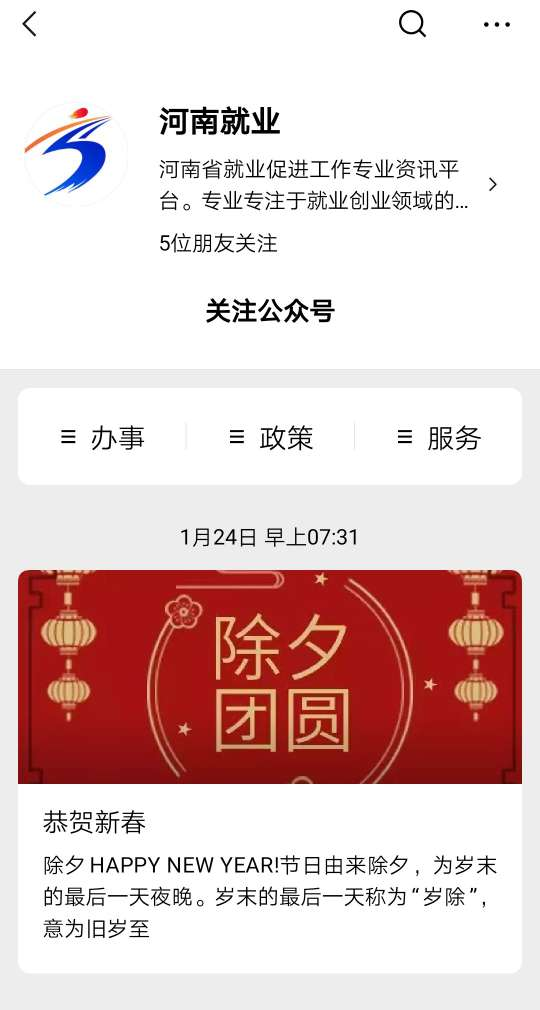 河南就业
河南省就业促进工作专业资讯平
台。专业专注于就业创业领域的...
5位朋友关注
关注公众号
办事
政策
服务
1月24日 早上07:31
除夕
团圆
恭贺新春
除夕HAPPY NEW YEAR!节日由来除夕，为岁末
的最后一天夜晚。岁末的最后一天称为“岁除”，
意为旧岁至